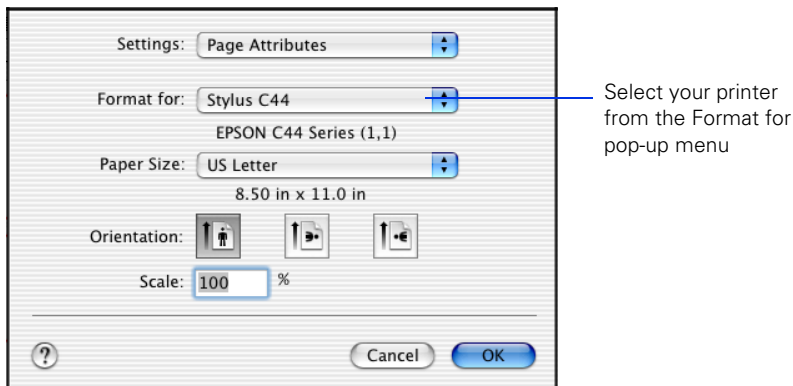 Settings: Page Attributes
Format for: Stylus C44
EPSON C44 Series (1,1)
Paper Size: US Letter
8.50 in x 11.0 in
Orientation:
Scale: 100 %
? Cancel OK
Select your printer
from the Format for
pop-up menu